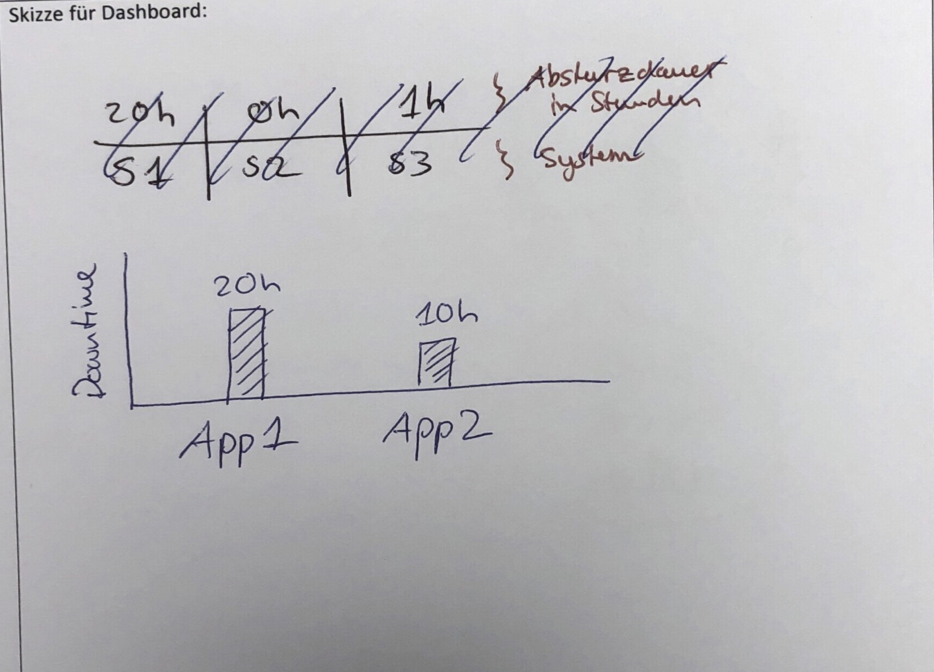 Skizze für Dashboard:
20h 0h 1h } Absturzdauer
in Stunden
S1 S2 S3 } System
Downtime
20h 10h
App1 App2